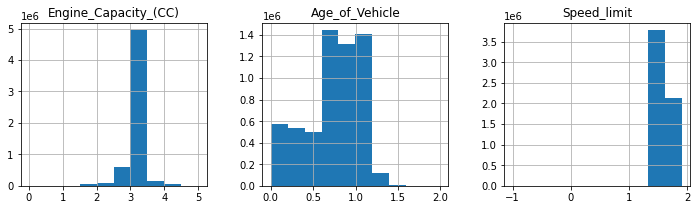 Engine_Capacity_(CC)
1e6
5
4
3
2
1
0
0 1 2 3 4 5
Age_of_Vehicle
1e6
1.4
1.2
1.0
0.8
0.6
0.4
0.2
0.0
0.0 0.5 1.0 1.5 2.0
Speed_limit
1e6
3.5
3.0
2.5
2.0
1.5
1.0
0.5
0.0
-1 0 1 2